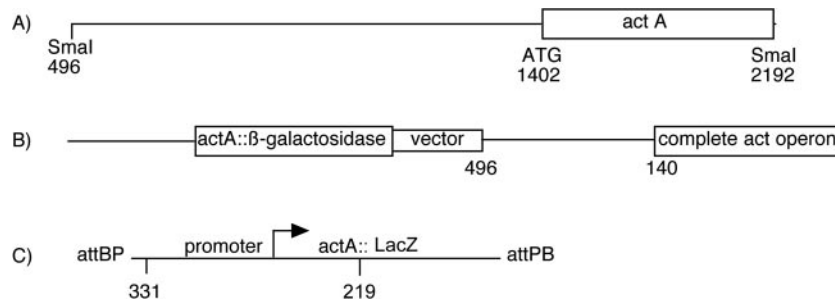 A) act A
SmaI ATG SmaI
496 1402 2192
B) actA::ß-galactosidase vector complete act operon
496 140
promoter actA:: LacZ
C) attBP attPB
331 219